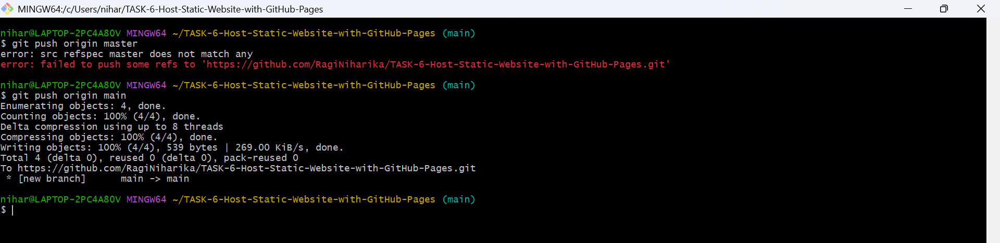 MINGW64:/c/Users/nihar/TASK-6-Host-Static-Website-with-GitHub-Pages
nihar@LAPTOP-2PC4A8OV MINGW64 ~/TASK-6-Host-Static-Website-with-GitHub-Pages (main)
$ git push origin master
error: src refspec master does not match any
error: failed to push some refs to 'https://github.com/RagiNiharika/TASK-6-Host-Static-Website-with-GitHub-Pages.git'
nihar@LAPTOP-2PC4A8OV MINGW64 ~/TASK-6-Host-Static-Website-with-GitHub-Pages (main)
$ git push origin main
Enumerating objects: 4, done.
Counting objects: 100% (4/4), done.
Delta compression using up to 8 threads
Compressing objects: 100% (4/4), done.
Writing objects: 100% (4/4), 539 bytes | 269.00 KiB/s, done.
Total 4 (delta 0), reused 0 (delta 0), pack-reused 0
To https://github.com/RagiNiharika/TASK-6-Host-Static-Website-with-GitHub-Pages.git
 * [new branch]      main -> main
nihar@LAPTOP-2PC4A8OV MINGW64 ~/TASK-6-Host-Static-Website-with-GitHub-Pages (main)
$